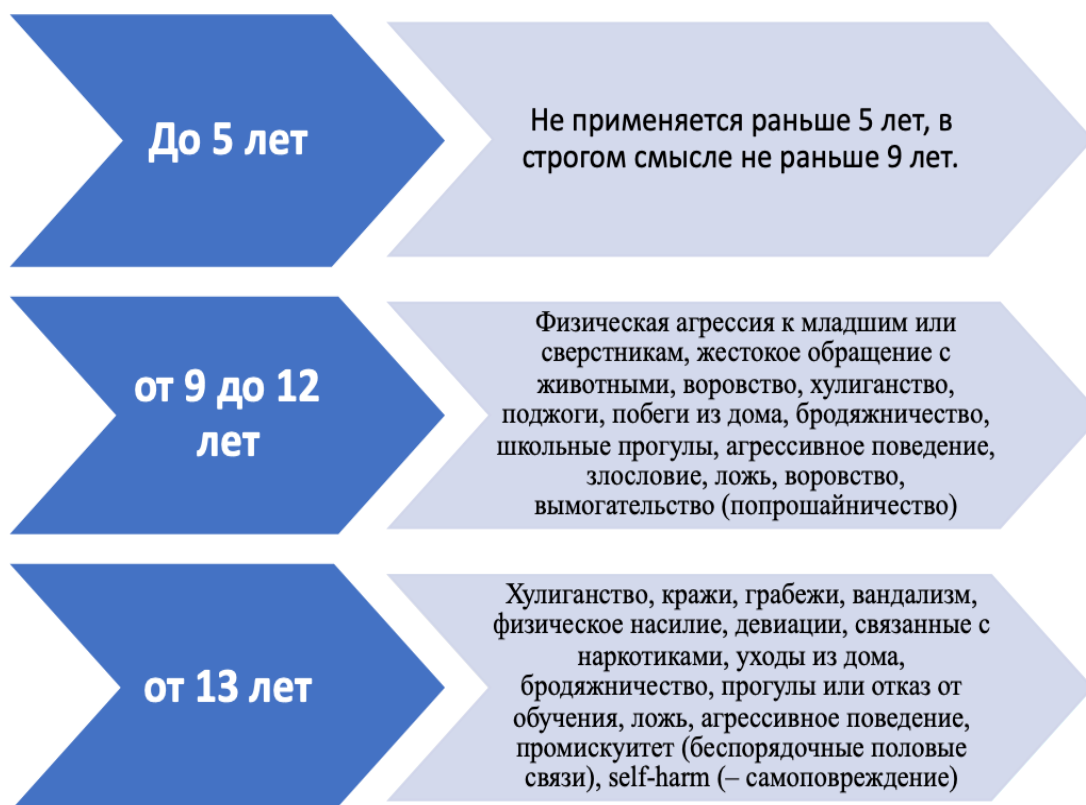 До 5 лет
Не применяется раньше 5 лет, в
строгом смысле не раньше 9 лет.
от 9 до 12
лет
Физическая агрессия к младшим или
сверстникам, жестокое обращение с
животными, воровство, хулиганство,
поджоги, побеги из дома, бродяжничество,
школьные прогулы, агрессивное поведение,
злословие, ложь, воровство,
вымогательство (попрошайничество)
от 13 лет
Хулиганство, кражи, грабежи, вандализм,
физическое насилие, девиации, связанные с
наркотиками, уходы из дома,
бродяжничество, прогулы или отказ от
обучения, ложь, агрессивное поведение,
промискуитет (беспорядочные половые
связи), self-harm (– самоповреждение)